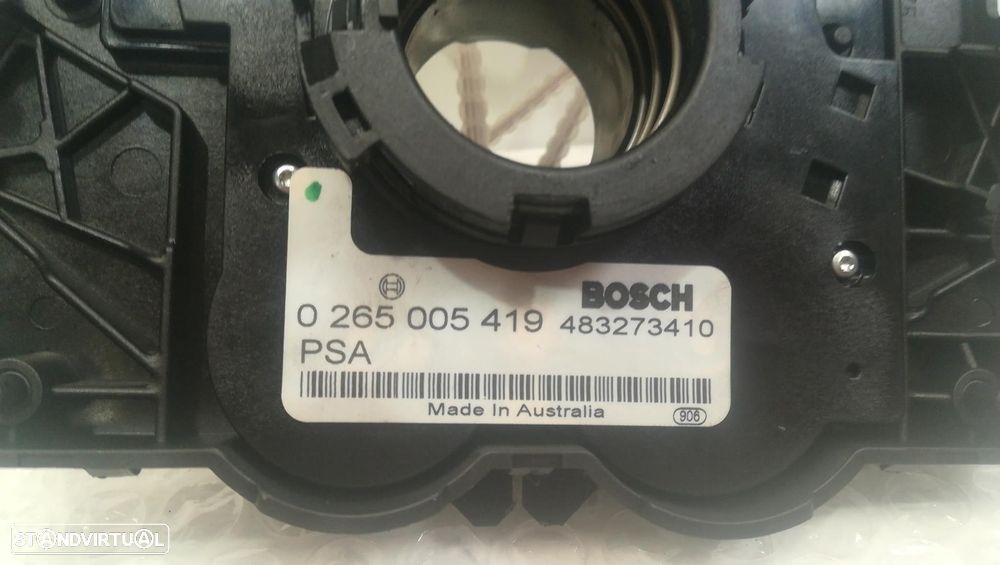 BOSCH
0 265 005 419 483273410
PSA
Made In Australia
906
STANDVIRTUAL